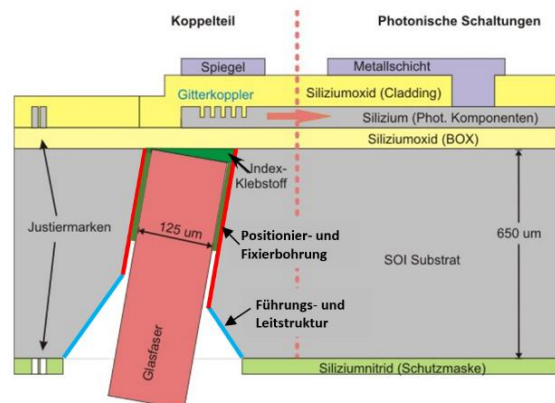 Koppelteil
Photonische Schaltungen
Spiegel
Metallschicht
Gitterkoppler
Siliziumoxid (Cladding)
Silizium (Phot. Komponenten)
Siliziumoxid (BOX)
Index-
Klebstoff
Justiermarken
125 um
Positionier- und
Fixierbohrung
SOI Substrat
650 um
Führungs- und
Leitstruktur
Glasfaser
Siliziumnitrid (Schutzmaske)